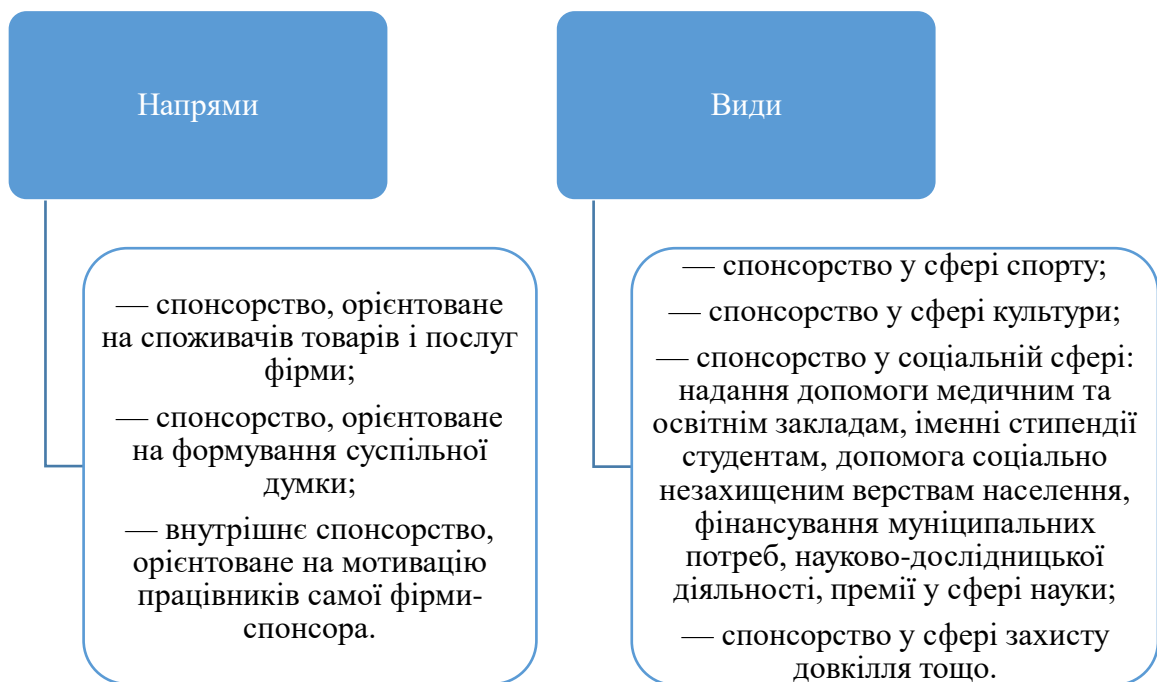 Напрями
— спонсорство, орієнтоване
на споживачів товарів і послуг
фірми;
— спонсорство, орієнтоване
на формування суспільної
думки;
— внутрішнє спонсорство,
орієнтоване на мотивацію
працівників самої фірми-
спонсора.
Види
— спонсорство у сфері спорту;
— спонсорство у сфері культури;
— спонсорство у соціальній сфері:
надання допомоги медичним та
освітнім закладам, іменні стипендії
студентам, допомога соціально
незахищеним верствам населення,
фінансування муніципальних
потреб, науково-дослідницької
діяльності, премії у сфері науки;
— спонсорство у сфері захисту
довкілля тощо.